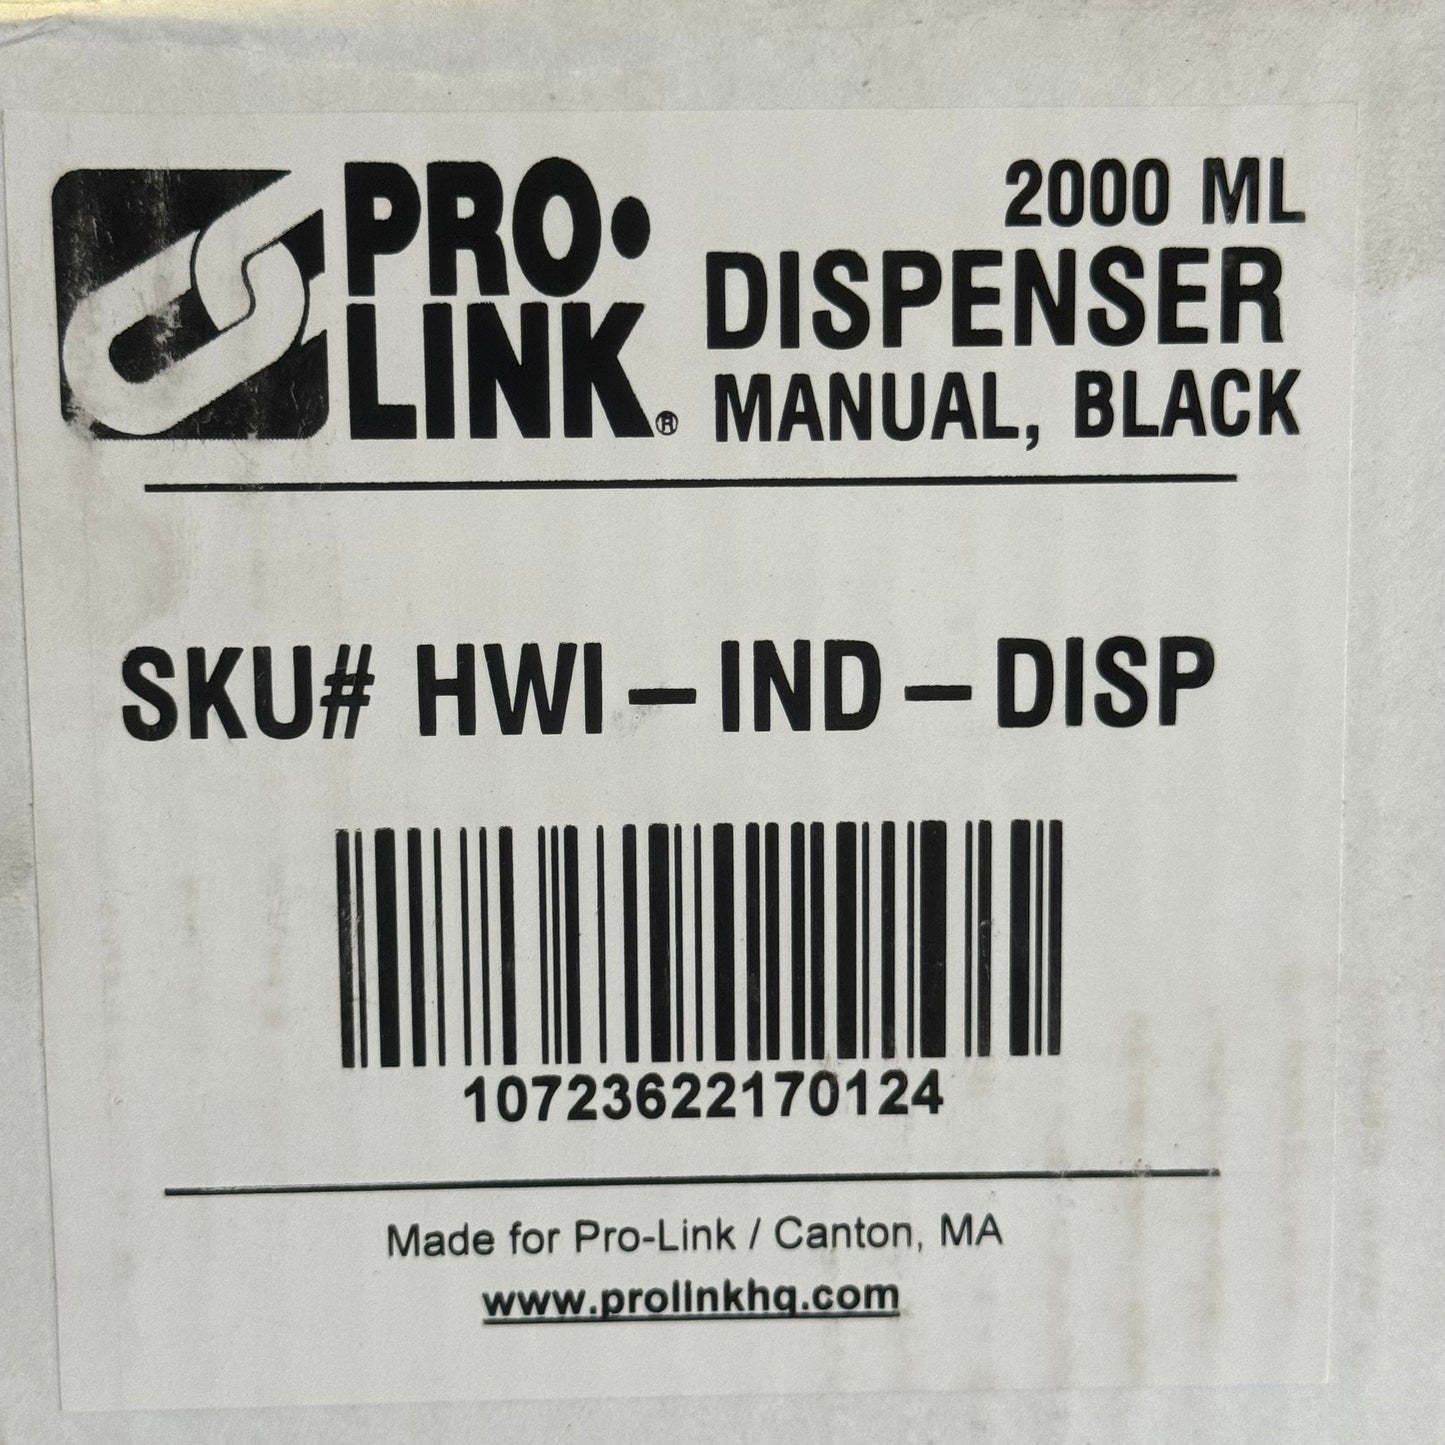 PRO•
LINK®
2000 ML
DISPENSER
MANUAL, BLACK
SKU# HWI-IND-DISP
10723622170124
Made for Pro-Link / Canton, MA
www.prolinkhq.com